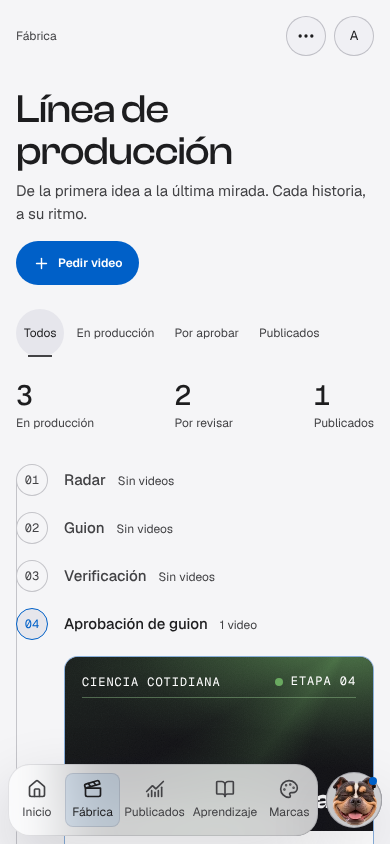 Fábrica
A
Línea de
producción
De la primera idea a la última mirada. Cada historia,
a su ritmo.
Pedir video
Todos En producción Por aprobar Publicados
3 2 1
En producción Por revisar Publicados
01 Radar Sin videos
02 Guion Sin videos
03 Verificación Sin videos
04 Aprobación de guion 1 video
CIENCIA COTIDIANA ETAPA 04
Inicio Fábrica Publicados Aprendizaje Marcas